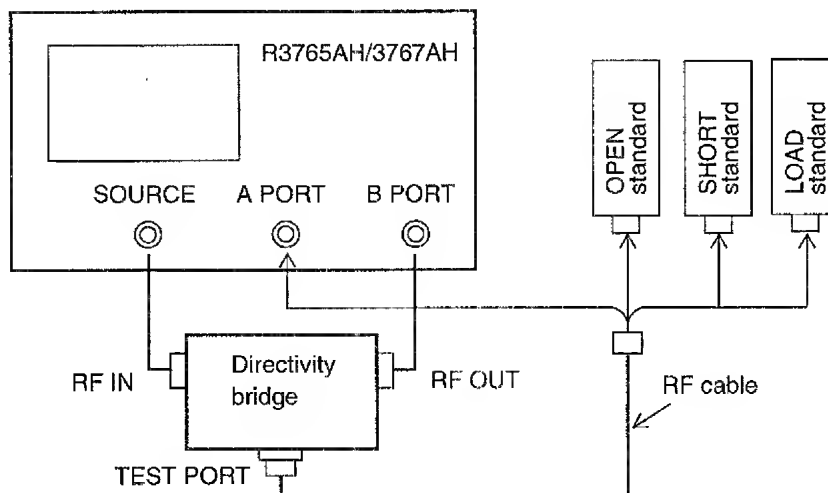 R3765AH/3767AH
SOURCE
A PORT
B PORT
OPEN
standard
SHORT
standard
LOAD
standard
RF IN
Directivity
bridge
RF OUT
RF cable
TEST PORT